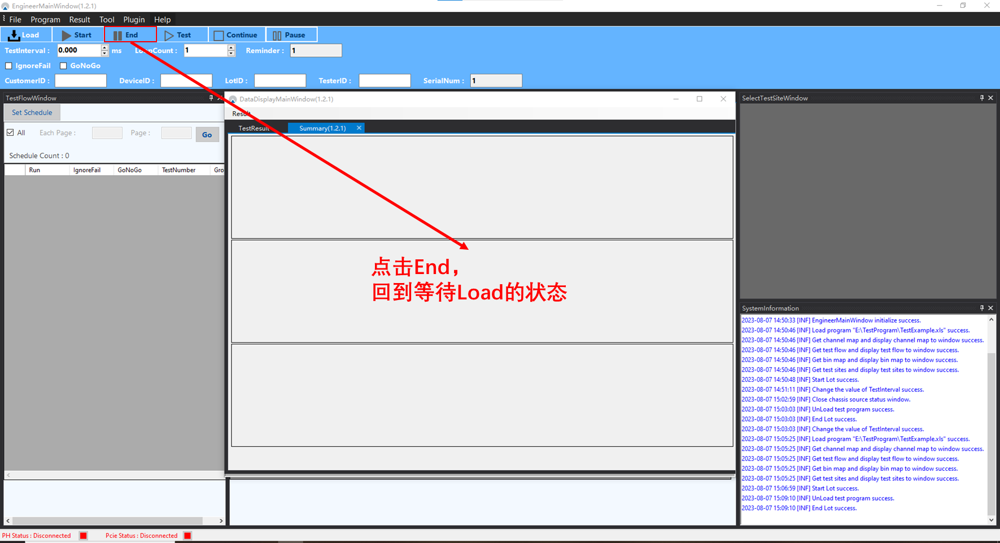 EngineerMainWindow(1.2.1)
File Program Result Tool Plugin Help
Load Start End Test Continue Pause
TestInterval : 0.000 ms LoopCount : 1 Reminder : 1
IgnoreFail GoNoGo
CustomerID : DeviceID : LotID : TesterID : SerialNum : 1
TestFlowWindow
Set Schedule
All Each Page : Page : Go
Schedule Count : 0
Run IgnoreFail GoNoGo TestNumber Gro
DataDisplayMainWindow(1.2.1)
Result
TestResult Summary(1.2.1)
点击End，
回到等待Load的状态
SelectTestSiteWindow
SystemInformation
2023-08-07 14:50:33 [INF] EngineerMainWindow initialize success.
2023-08-07 14:50:46 [INF] Load program "E:\TestProgram\TestExample.xls" success.
2023-08-07 14:50:46 [INF] Get channel map and display channel map to window success.
2023-08-07 14:50:46 [INF] Get test flow and display test flow to window success.
2023-08-07 14:50:46 [INF] Get bin map and display bin map to window success.
2023-08-07 14:50:46 [INF] Get test sites and display test sites to window success.
2023-08-07 14:50:48 [INF] Start Lot success.
2023-08-07 14:51:11 [INF] Change the value of TestInterval success.
2023-08-07 15:02:59 [INF] Close chassis source status window.
2023-08-07 15:03:03 [INF] UnLoad test program success.
2023-08-07 15:03:03 [INF] End Lot success.
2023-08-07 15:03:03 [INF] Change the value of TestInterval success.
2023-08-07 15:05:25 [INF] Load program "E:\TestProgram\TestExample.xls" success.
2023-08-07 15:05:25 [INF] Get channel map and display channel map to window success.
2023-08-07 15:05:25 [INF] Get test flow and display test flow to window success.
2023-08-07 15:05:25 [INF] Get bin map and display bin map to window success.
2023-08-07 15:05:25 [INF] Get test sites and display test sites to window success.
2023-08-07 15:06:59 [INF] Start Lot success.
2023-08-07 15:09:10 [INF] UnLoad test program success.
2023-08-07 15:09:10 [INF] End Lot success.
PH Status : Disconnected Pcie Status : Disconnected